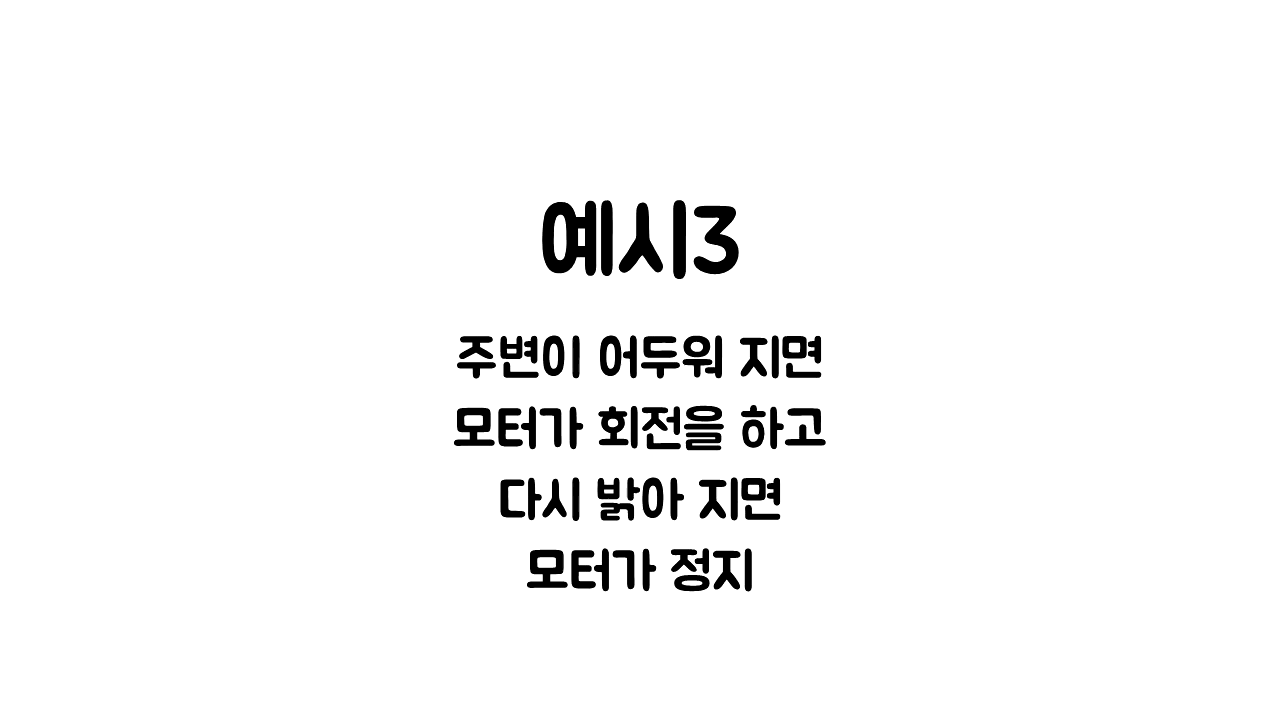 예시3
주변이 어두워 지면
모터가 회전을 하고
다시 밝아 지면
모터가 정지